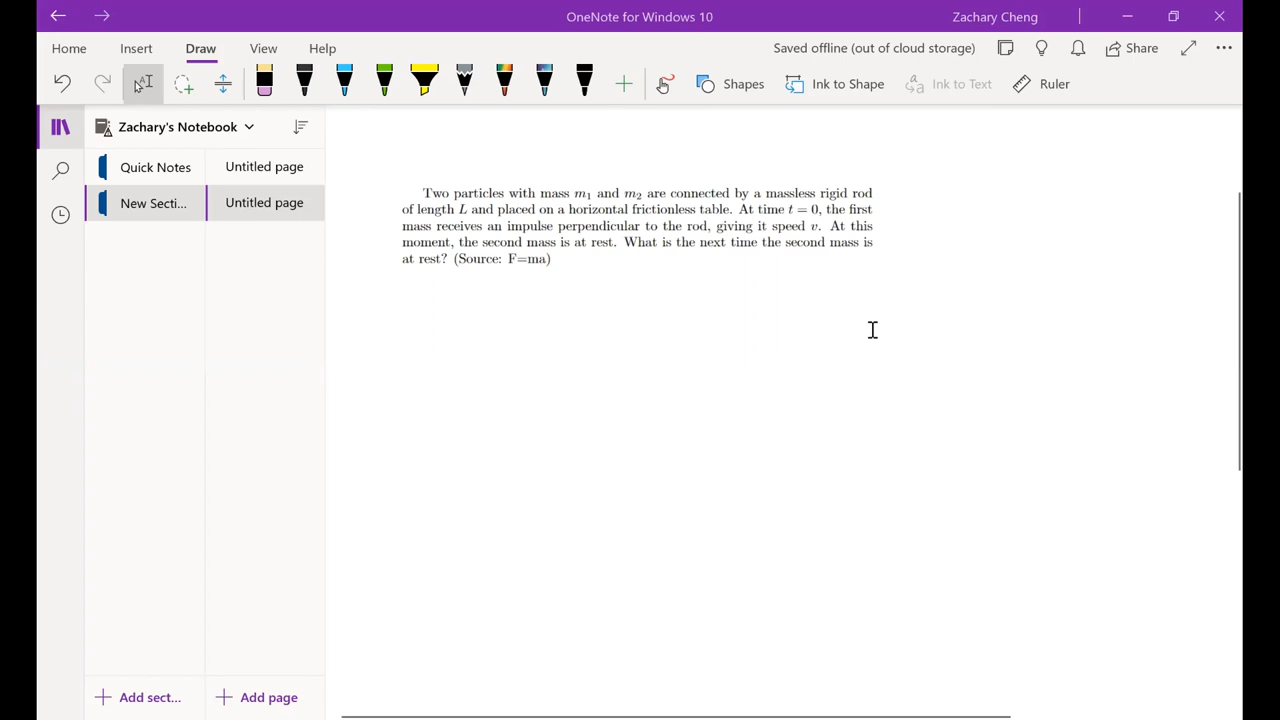 OneNote for Windows 10
Zachary Cheng
Home Insert Draw View Help
Saved offline (out of cloud storage)
Share
Shapes
Ink to Shape
Ink to Text
Ruler
Zachary's Notebook
Quick Notes
Untitled page
New Secti...
Untitled page
Two particles with mass m₁ and m₂ are connected by a massless rigid rod
of length L and placed on a horizontal frictionless table. At time t = 0, the first
mass receives an impulse perpendicular to the rod, giving it speed v. At this
moment, the second mass is at rest. What is the next time the second mass is
at rest? (Source: F=ma)
Add sect...
Add page